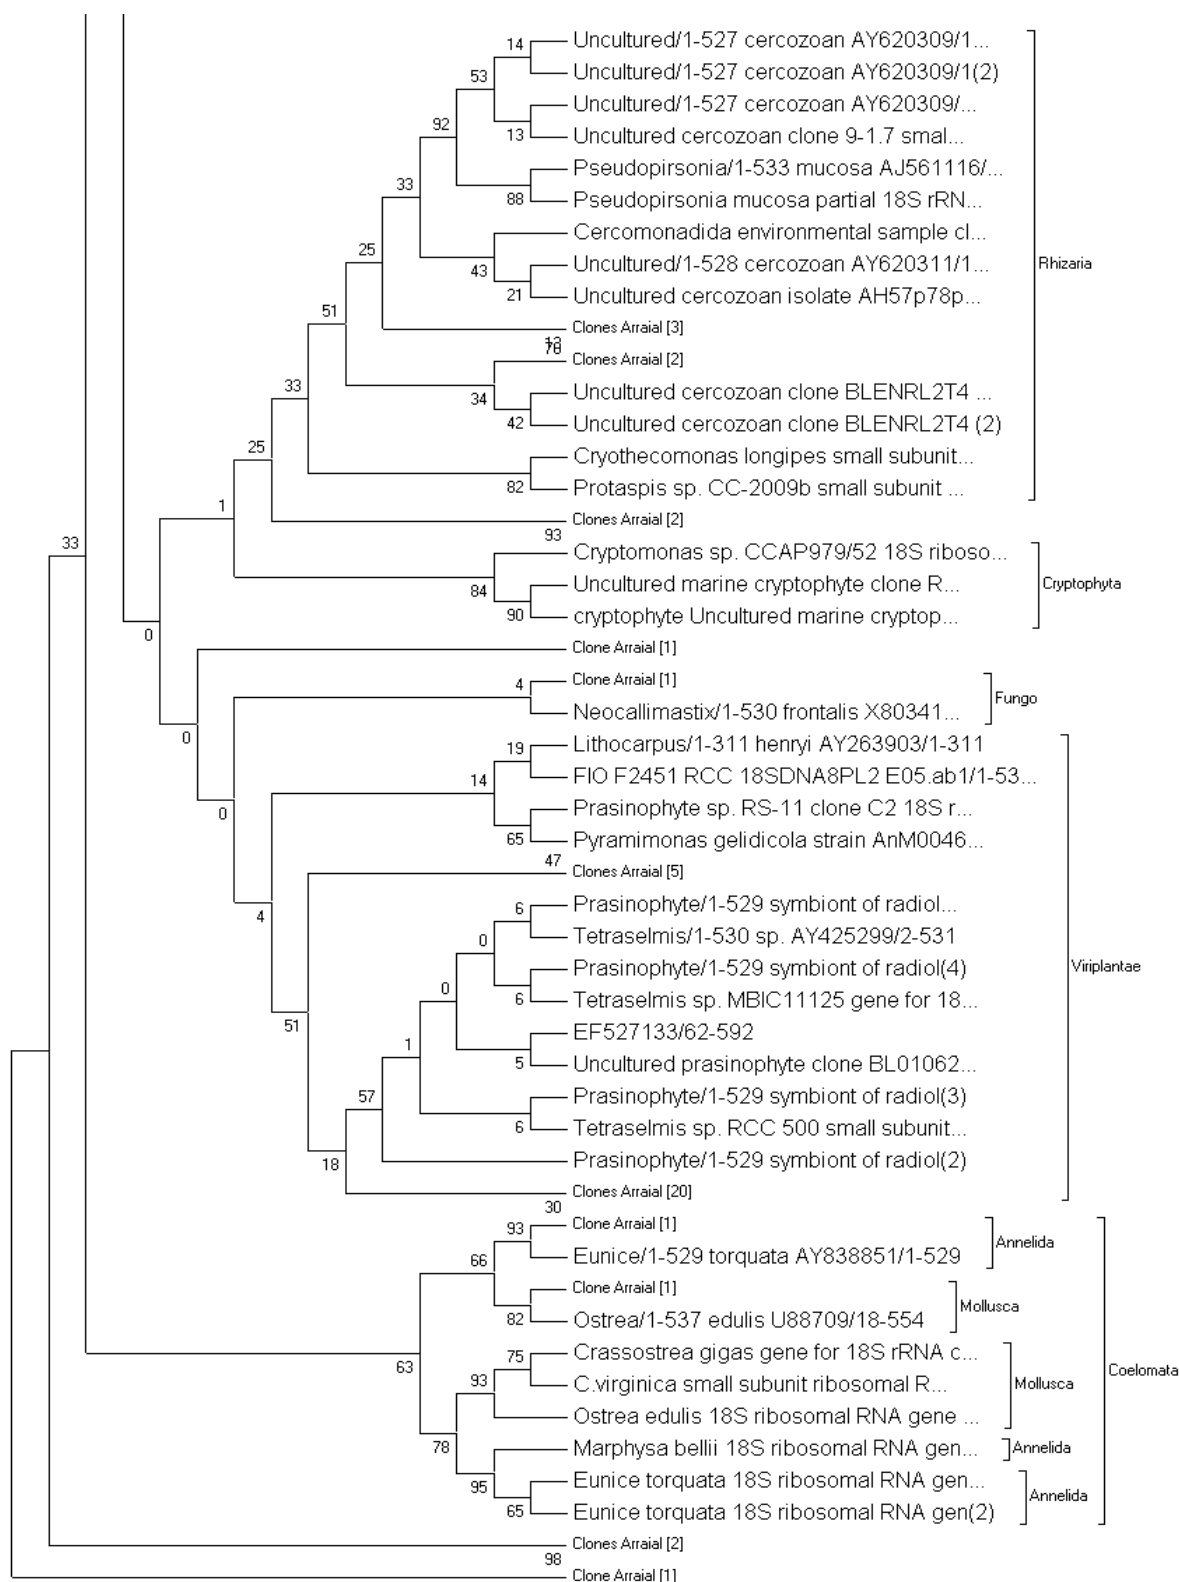 14
Uncultured/1-527 cercozoan AY620309/1...
53
Uncultured/1-527 cercozoan AY620309/1(2)
Uncultured/1-527 cercozoan AY620309/...
92
13
Uncultured cercozoan clone 9-1.7 smal...
Pseudopirsonia/1-533 mucosa AJ561116/...
33
88
Pseudopirsonia mucosa partial 18S rRN...
Cercomonadida environmental sample cl...
25
43
Uncultured/1-528 cercozoan AY620311/1...
Rhizaria
21
Uncultured cercozoan isolate AH57p78p...
51
Clones Arraial [3]
13
76
Clones Arraial [2]
33
34
Uncultured cercozoan clone BLENRL2T4 ...
42
Uncultured cercozoan clone BLENRL2T4 (2)
25
Cryothecomonas longipes small subunit...
82
Protaspis sp. CC-2009b small subunit ...
1
Clones Arraial [2]
93
33
Cryptomonas sp. CCAP979/52 18S riboso...
84
Uncultured marine cryptophyte clone R...
Cryptophyta
90
cryptophyte Uncultured marine cryptop...
0
Clone Arraial [1]
4
Clone Arraial [1]
Fungo
Neocallimastix/1-530 frontalis X80341...
0
19
Lithocarpus/1-311 henryi AY263903/1-311
14
FIO F2451 RCC 18SDNA8PL2 E05.ab1/1-53...
0
Prasinophyte sp. RS-11 clone C2 18S r...
65
Pyramimonas gelidicola strain AnM0046...
47
Clones Arraial [5]
4
6
Prasinophyte/1-529 symbiont of radiol...
0
Tetraselmis/1-530 sp. AY425299/2-531
Prasinophyte/1-529 symbiont of radiol(4)
Viriplantae
0
6
Tetraselmis sp. MBIC11125 gene for 18...
51
EF527133/62-592
1
5
Uncultured prasinophyte clone BL01062...
57
Prasinophyte/1-529 symbiont of radiol(3)
6
Tetraselmis sp. RCC 500 small subunit...
18
Prasinophyte/1-529 symbiont of radiol(2)
Clones Arraial [20]
30
93
Clone Arraial [1]
Annelida
66
Eunice/1-529 torquata AY838851/1-529
Clone Arraial [1]
Mollusca
82
Ostrea/1-537 edulis U88709/18-554
75
Crassostrea gigas gene for 18S rRNA c...
63
93
C.virginica small subunit ribosomal R...
Mollusca
Coelomata
Ostrea edulis 18S ribosomal RNA gene ...
78
Marphysa bellii 18S ribosomal RNA gen...
Annelida
95
Eunice torquata 18S ribosomal RNA gen...
Annelida
65
Eunice torquata 18S ribosomal RNA gen(2)
Clones Arraial [2]
98
Clone Arraial [1]